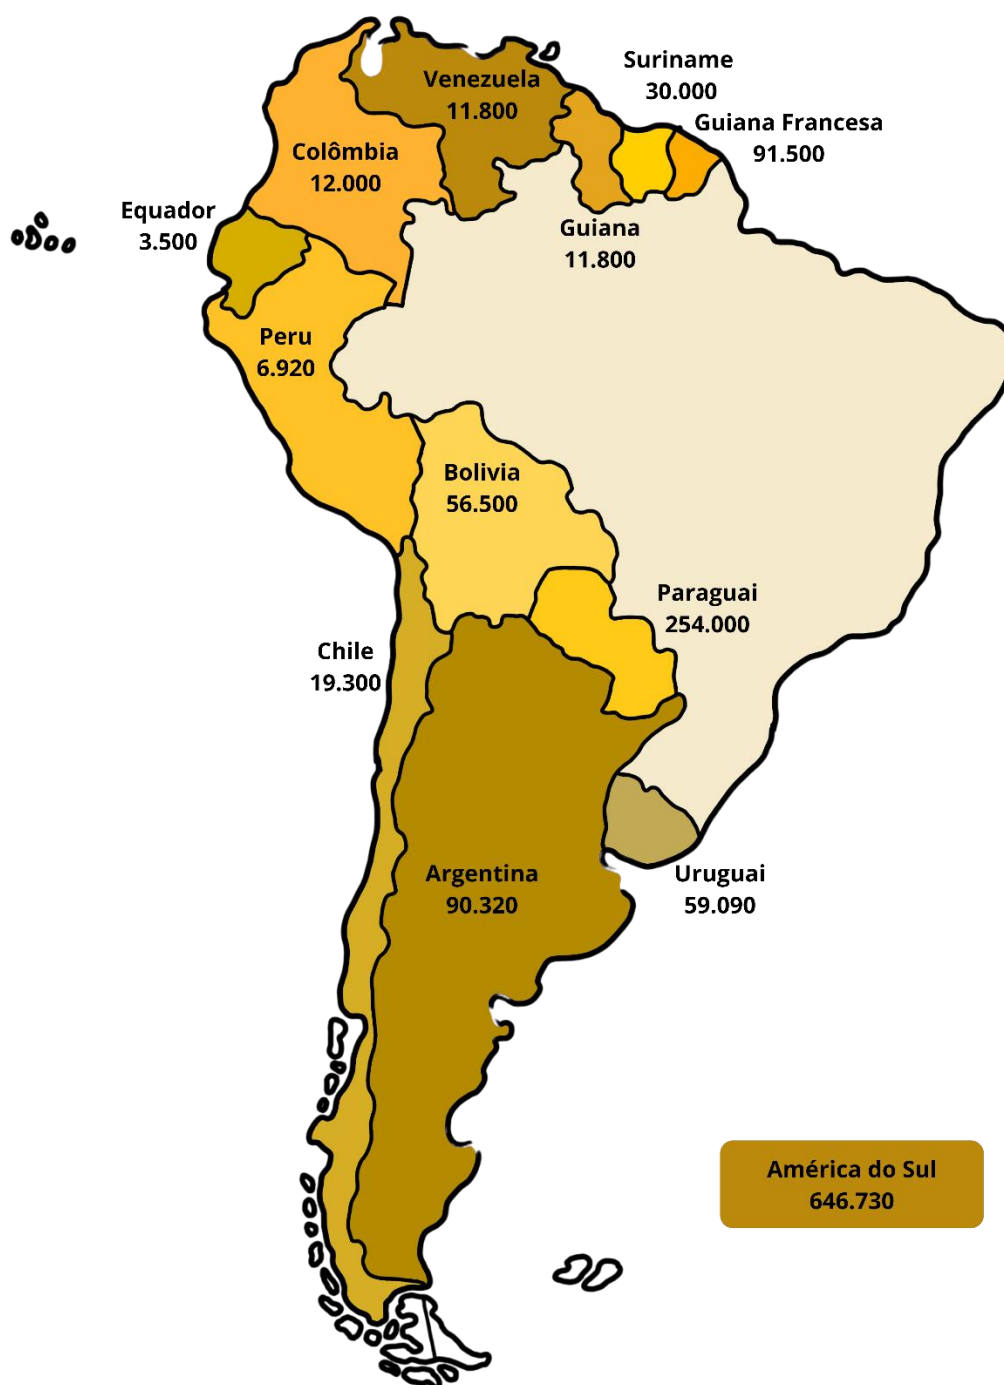 Suriname
30.000
Venezuela
11.800
Guiana Francesa
91.500
Colômbia
12.000
Equador
3.500
Guiana
11.800
Peru
6.920
Bolivia
56.500
Paraguai
254.000
Chile
19.300
Argentina
90.320
Uruguai
59.090
América do Sul
646.730